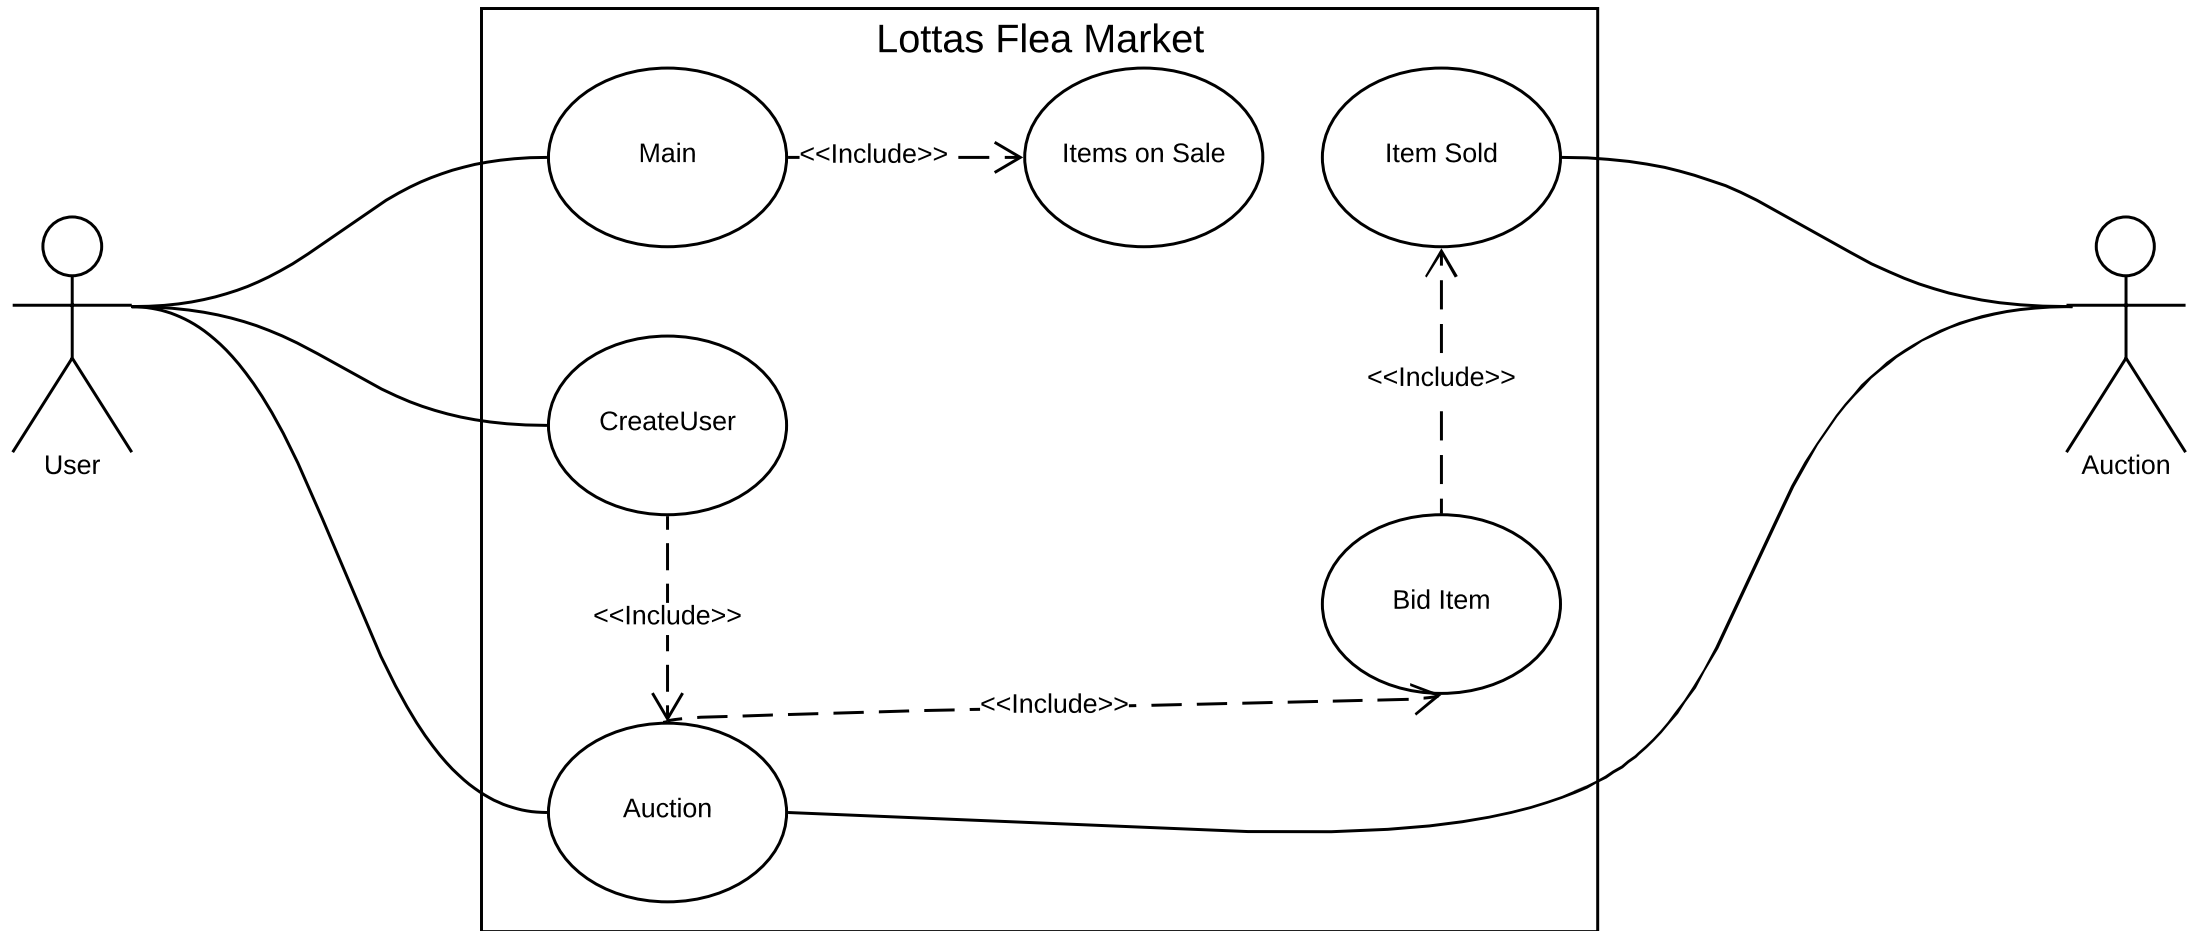 Lottas Flea Market
Main
<<Include>>
Items on Sale
Item Sold
<<Include>>
CreateUser
User
Auction
Bid Item
<<Include>>
<<Include>>
Auction